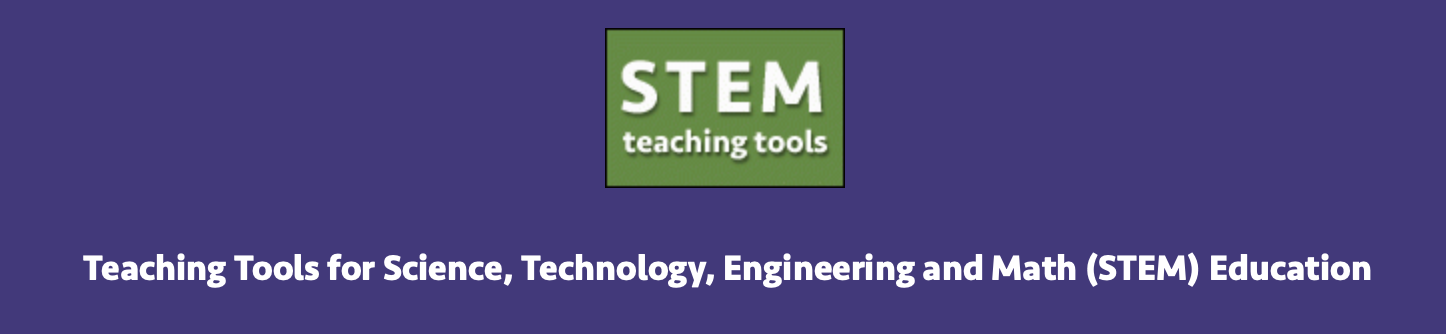 STEM
teaching tools
Teaching Tools for Science, Technology, Engineering and Math (STEM) Education